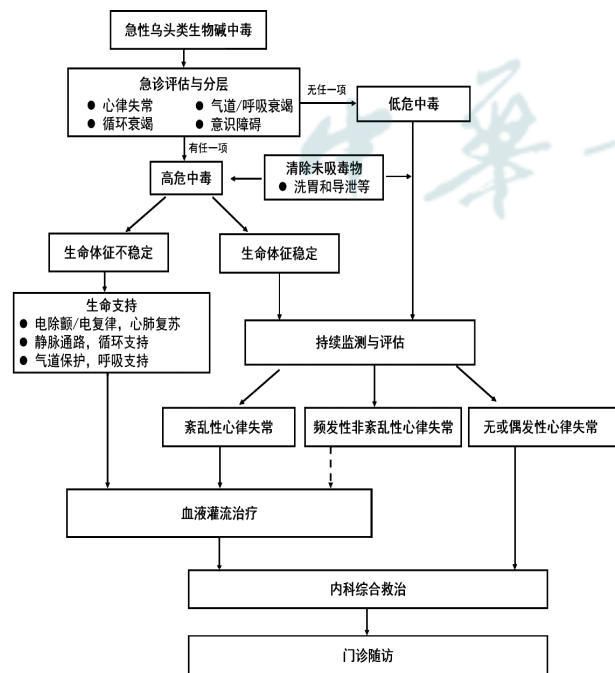 急性乌头类生物碱中毒
急诊评估与分层
● 心律失常 ● 气道/呼吸衰竭
● 循环衰竭 ● 意识障碍
无任一项
低危中毒
有任一项
高危中毒
清除未吸毒物
● 洗胃和导泄等
生命体征不稳定
生命体征稳定
生命支持
● 电除颤/电复律，心肺复苏
● 静脉通路，循环支持
● 气道保护，呼吸支持
持续监测与评估
紊乱性心律失常
频发性非紊乱性心律失常
无或偶发性心律失常
血液灌流治疗
内科综合救治
门诊随访
中華